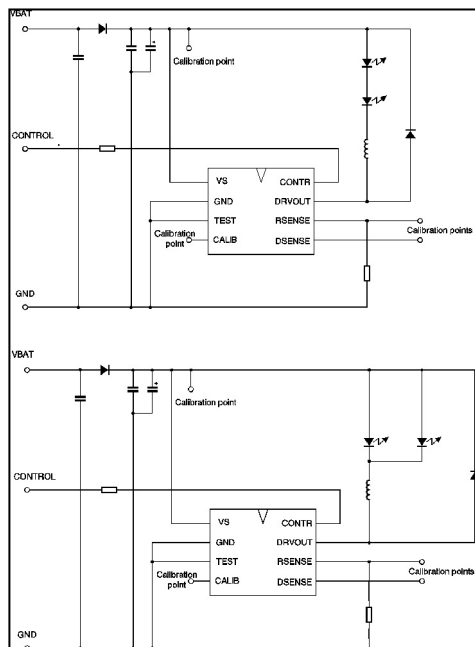 VBAT
Calibration point
CONTROL
VS CONTR
GND DRVOUT
TEST RSENSE
Calibration points
Calibration
point CALIB DSENSE
GND
VBAT
Calibration point
CONTROL
VS CONTR
GND DRVOUT
TEST RSENSE
Calibration points
Calibration
point CALIB DSENSE
GND